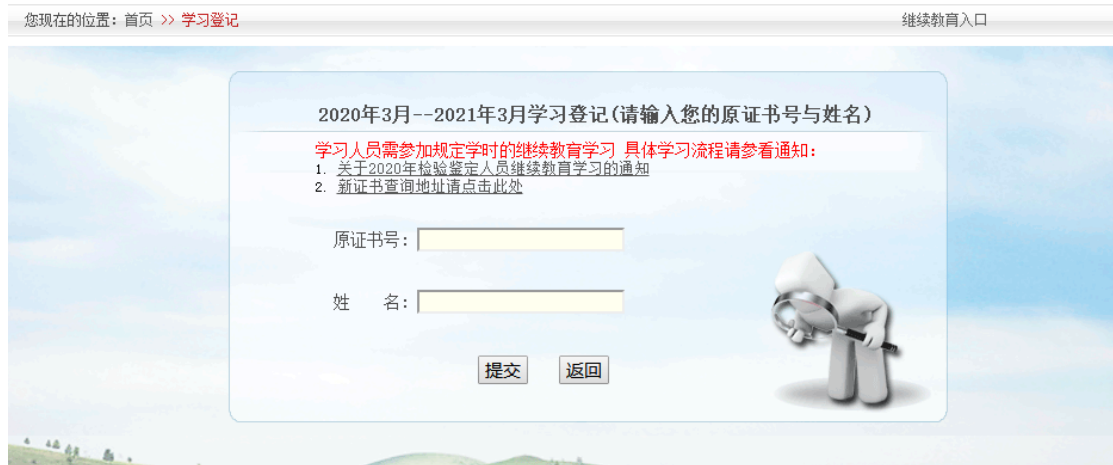 您现在的位置：首页 >> 学习登记
继续教育入口
2020年3月--2021年3月学习登记(请输入您的原证书号与姓名)
学习人员需参加规定学时的继续教育学习 具体学习流程请参看通知：
1. 关于2020年检验鉴定人员继续教育学习的通知
2. 新证书查询地址请点击此处
原证书号：
姓　　名：
提交
返回